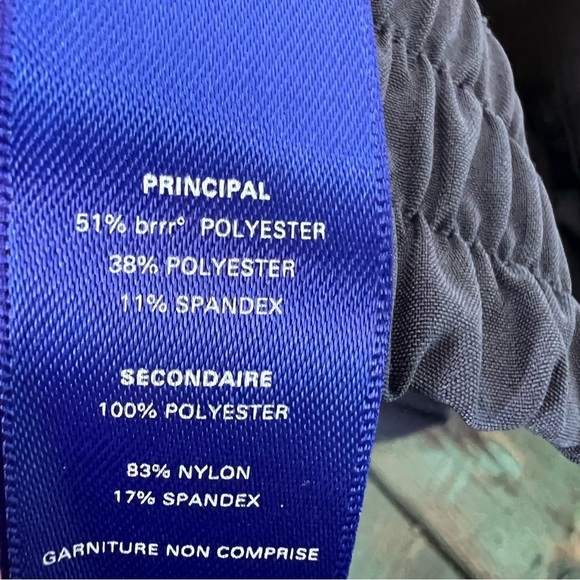 PRINCIPAL
51% brrr° POLYESTER
38% POLYESTER
11% SPANDEX
SECONDAIRE
100% POLYESTER
83% NYLON
17% SPANDEX
GARNITURE NON COMPRISE